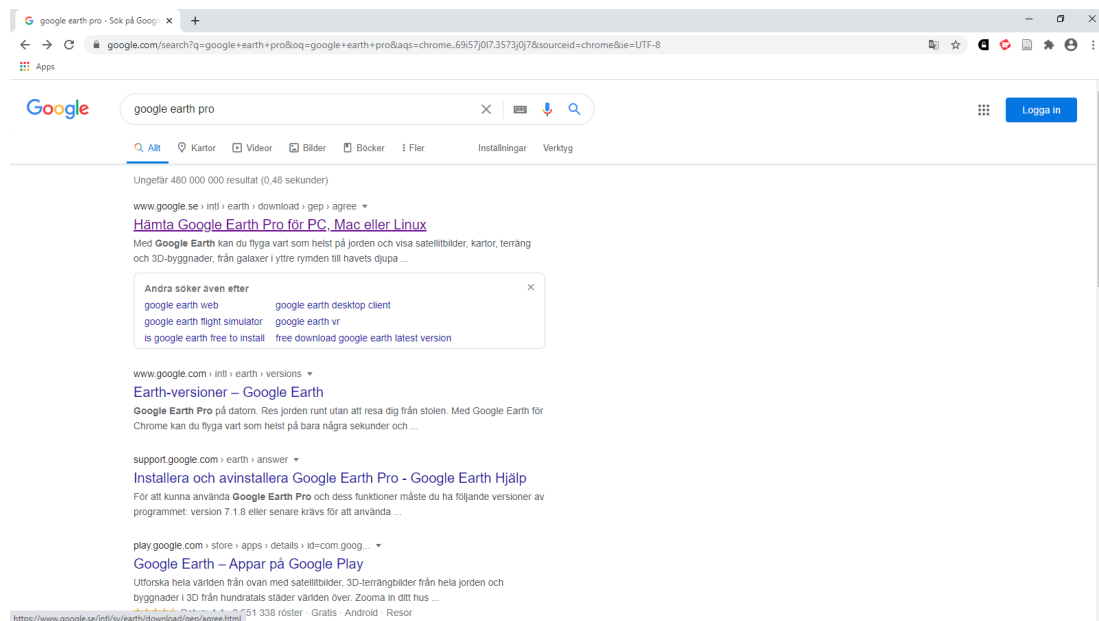 google earth pro - Sök på Googl
google.com/search?q=google+earth+pro&oq=google+earth+pro&aqs=chrome..69i57j0l7.3573j0j7&sourceid=chrome&ie=UTF-8
Apps
Google
google earth pro
Logga in
Allt Kartor Videor Bilder Böcker Fler Inställningar Verktyg
Ungefär 480 000 000 resultat (0,48 sekunder)
www.google.se › intl › earth › download › gep › agree
Hämta Google Earth Pro för PC, Mac eller Linux
Med Google Earth kan du flyga vart som helst på jorden och visa satellitbilder, kartor, terräng
och 3D-byggnader, från galaxer i yttre rymden till havets djupa ...
Andra söker även efter
google earth web google earth desktop client
google earth flight simulator google earth vr
is google earth free to install free download google earth latest version
www.google.com › intl › earth › versions
Earth-versioner – Google Earth
Google Earth Pro på datorn. Res jorden runt utan att resa dig från stolen. Med Google Earth för
Chrome kan du flyga vart som helst på bara några sekunder och ...
support.google.com › earth › answer
Installera och avinstallera Google Earth Pro - Google Earth Hjälp
För att kunna använda Google Earth Pro och dess funktioner måste du ha följande versioner av
programmet: version 7.1.8 eller senare krävs för att använda ...
play.google.com › store › apps › details › id=com.goog...
Google Earth – Appar på Google Play
Utforska hela världen från ovan med satellitbilder, 3D-terrängbilder från hela jorden och
byggnader i 3D från hundratals städer världen över. Zooma in ditt hus ...
651 338 röster · Gratis · Android · Resor
https://www.google.se/intl/sv/earth/download/gep/agree.html